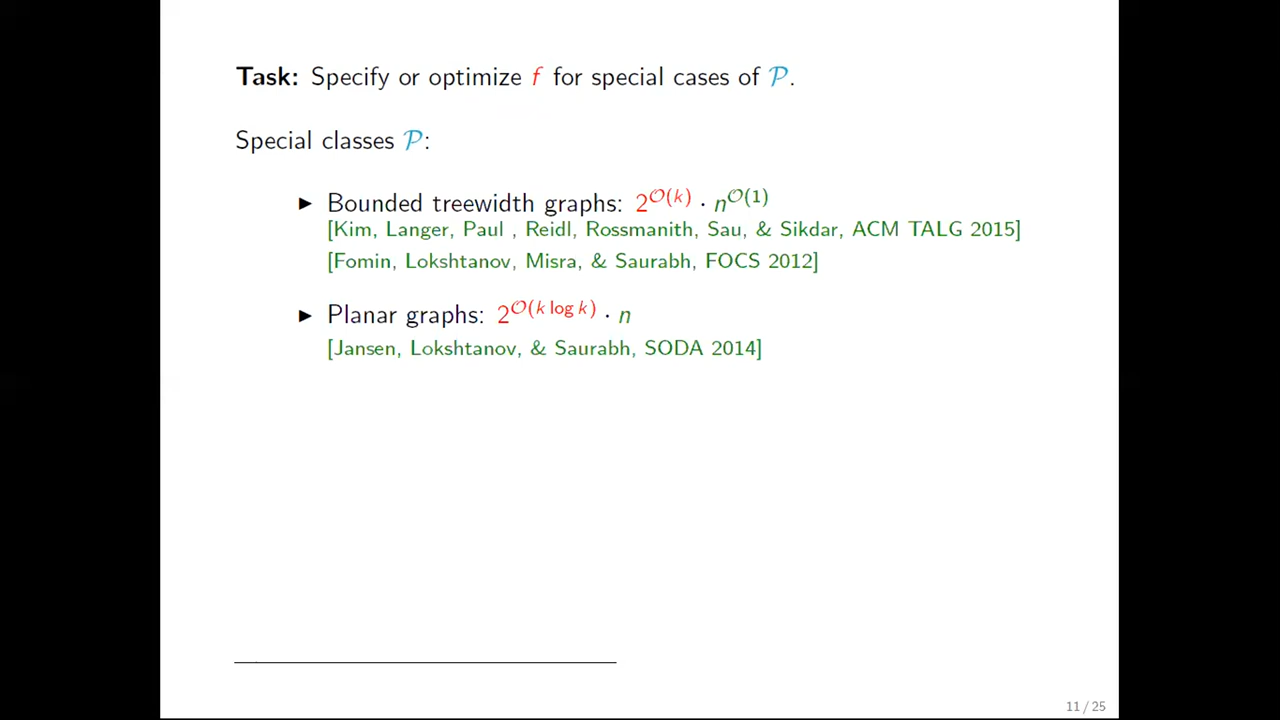 Task: Specify or optimize f for special cases of 𝒫.
Special classes 𝒫:
▶ Bounded treewidth graphs: 2^{𝒪(k)} · n^{𝒪(1)}
[Kim, Langer, Paul , Reidl, Rossmanith, Sau, & Sikdar, ACM TALG 2015]
[Fomin, Lokshtanov, Misra, & Saurabh, FOCS 2012]
▶ Planar graphs: 2^{𝒪(k log k)} · n
[Jansen, Lokshtanov, & Saurabh, SODA 2014]
11 / 25